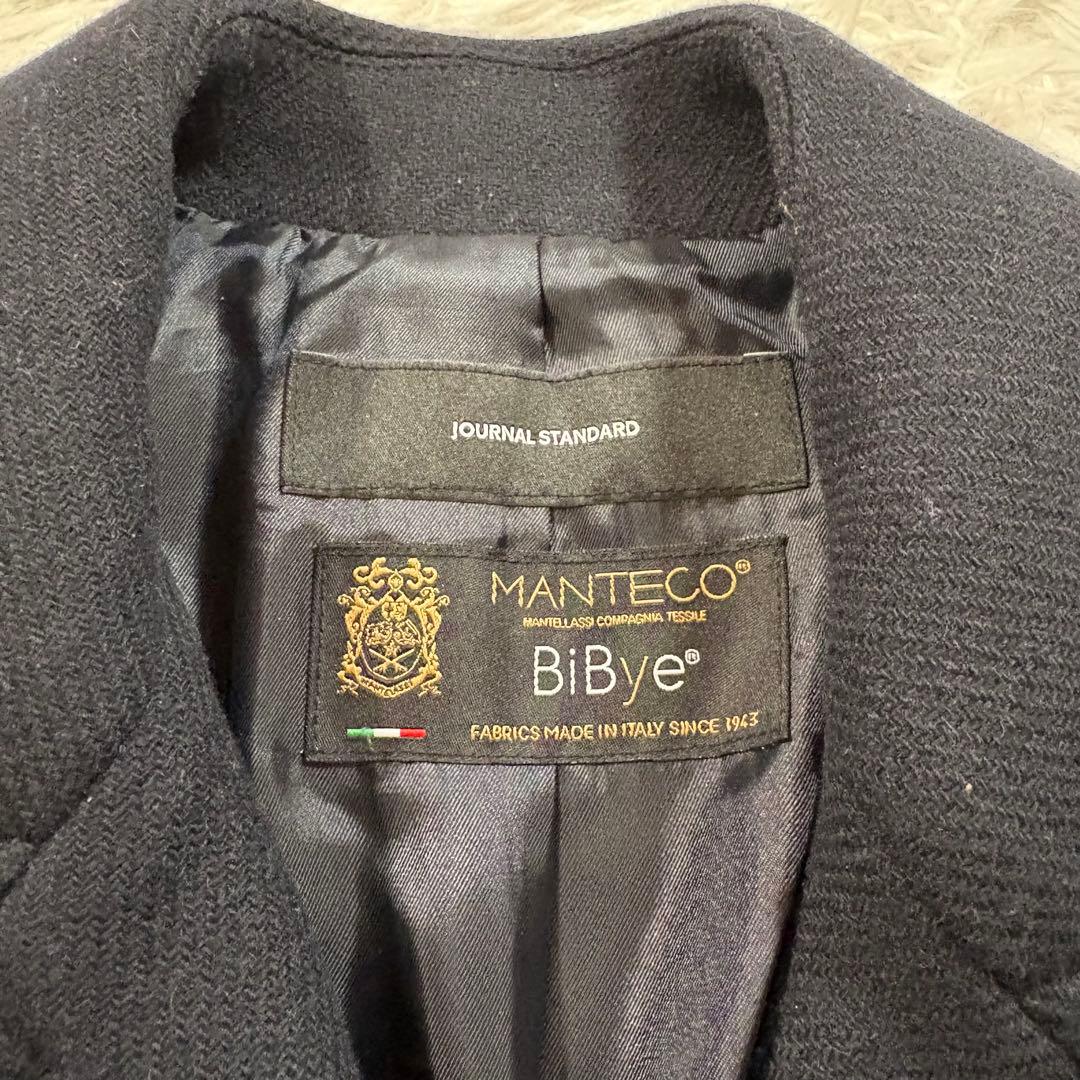 JOURNAL STANDARD
MANTECO®
MANTELLASSI COMPAGNIA TESSILE
BiBye®
FABRICS MADE IN ITALY SINCE 1943